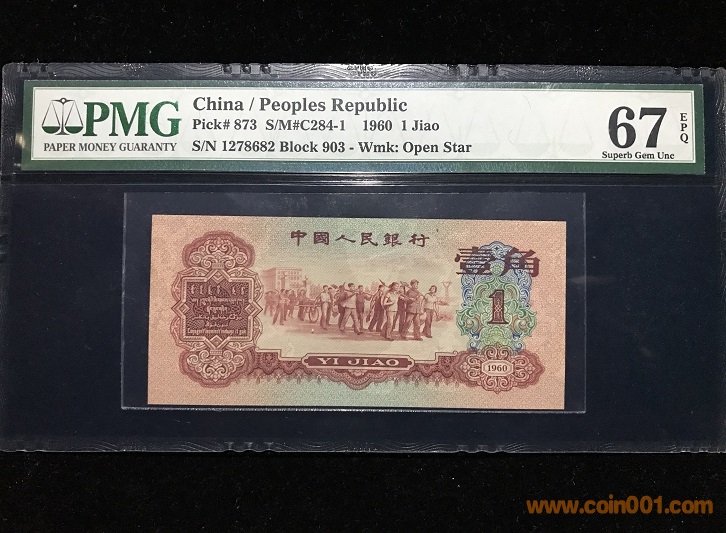 PMG
PAPER MONEY GUARANTY
China / Peoples Republic
Pick# 873 S/M#C284-1 1960 1 Jiao
S/N 1278682 Block 903 - Wmk: Open Star
67
EPQ
Superb Gem Unc
中國人民銀行
壹角
1
YI JIAO
1960
www.coin001.com